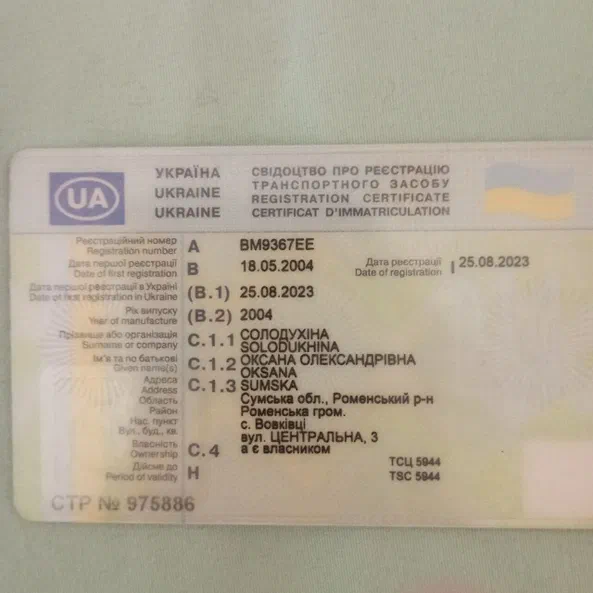 UA
УКРАЇНА
UKRAINE
UKRAINE
СВІДОЦТВО ПРО РЕЄСТРАЦІЮ
ТРАНСПОРТНОГО ЗАСОБУ
REGISTRATION CERTIFICATE
CERTIFICAT D'IMMATRICULATION
Реєстраційний номер
Registration number
A BM9367EE
Дата першої реєстрації
Date of first registration
B 18.05.2004
Дата реєстрації
Date of registration
I 25.08.2023
Дата першої реєстрації в Україні
Date of first registration in Ukraine
(B.1) 25.08.2023
Рік випуску
Year of manufacture
(B.2) 2004
Прізвище або організація
Surname or company
C.1.1 СОЛОДУХІНА
SOLODUKHINA
Ім'я та по батькові
Given name(s)
C.1.2 ОКСАНА ОЛЕКСАНДРІВНА
OKSANA
Адреса
Address
C.1.3 SUMSKA
Область
Сумська обл., Роменський р-н
Район
Роменська гром.
Нас. пункт
с. Вовківці
Вул., буд., кв.
вул. ЦЕНТРАЛЬНА, 3
Власність
Ownership
C.4 а є власником
Дійсне до
Period of validity
H
ТСЦ 5944
TSC 5944
СТР № 975886